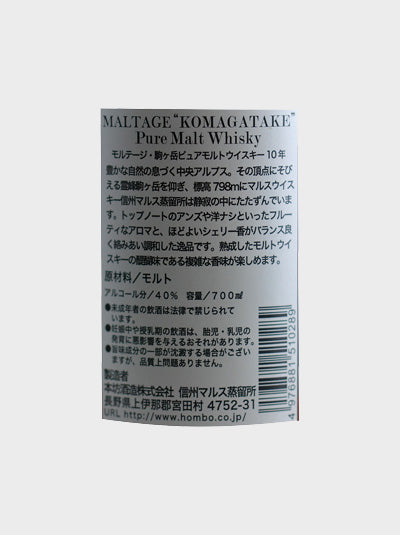 MALTAGE "KOMAGATAKE"
Pure Malt Whisky
モルテージ・駒ヶ岳ピュアモルトウイスキー10年
豊かな自然の息づく中央アルプス。その頂点にそび
える霊峰駒ヶ岳を仰ぎ、標高798mにマルスウイス
キー信州マルス蒸留所は静寂の中にたたずんでいま
す。トップノートのアンズや洋ナシといったフルー
ティなアロマと、ほどよいシェリー香がバランス良
く絡みあい調和した逸品です。熟成したモルトウイ
スキーの醍醐味である複雑な香味が楽しめます。
原材料/モルト
アルコール分/40% 容量/700ml
●未成年者の飲酒は法律で禁じられて
います。
●妊娠中や授乳期の飲酒は、胎児・乳児の
発育に悪影響を与えるおそれがあります。
●旨味成分の一部が沈澱する場合がござい
ますが、品質上問題ありません。
製造者
本坊酒造株式会社 信州マルス蒸留所
長野県上伊那郡宮田村 4752-31
URL http://www.hombo.co.jp/
4 976881 510289